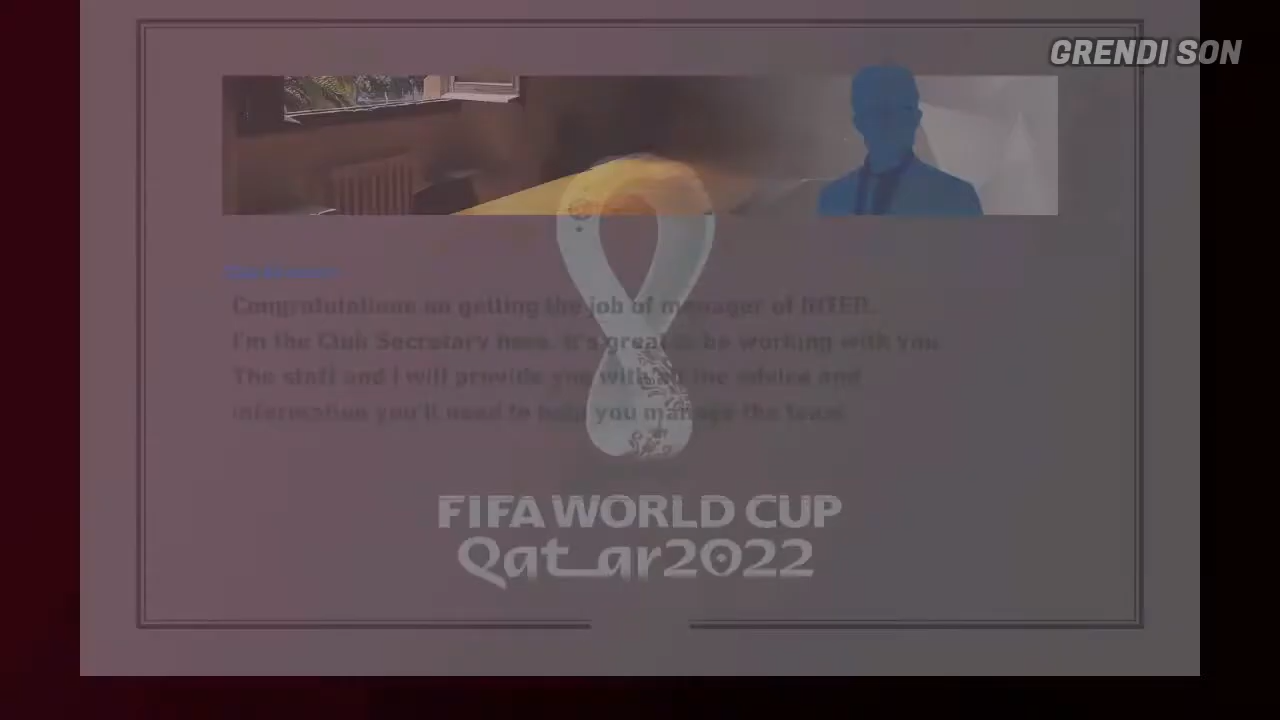 GRENDI SON
Congratulations on getting the job of manager of INTER.
I'm the Club Secretary here. It's great to be working with you.
The staff and I will provide you with all the advice and
information you'll need to help you manage the team.
FIFA WORLD CUP
Qatar2022